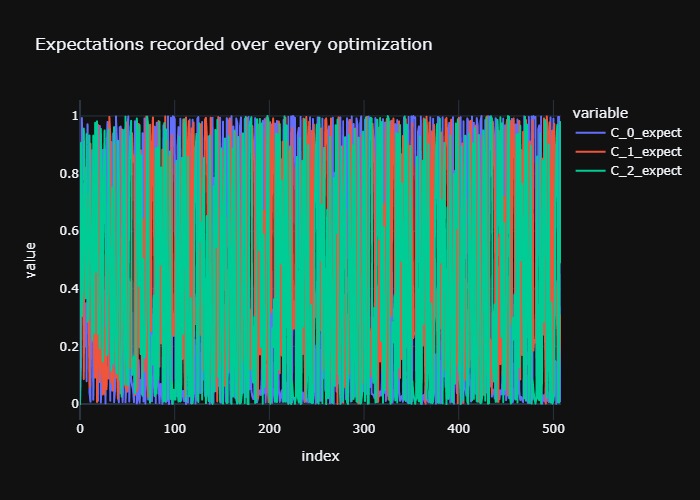 Expectations recorded over every optimization
variable
C_0_expect
C_1_expect
C_2_expect
1
0.8
0.6
0.4
0.2
0
value
0 100 200 300 400 500
index